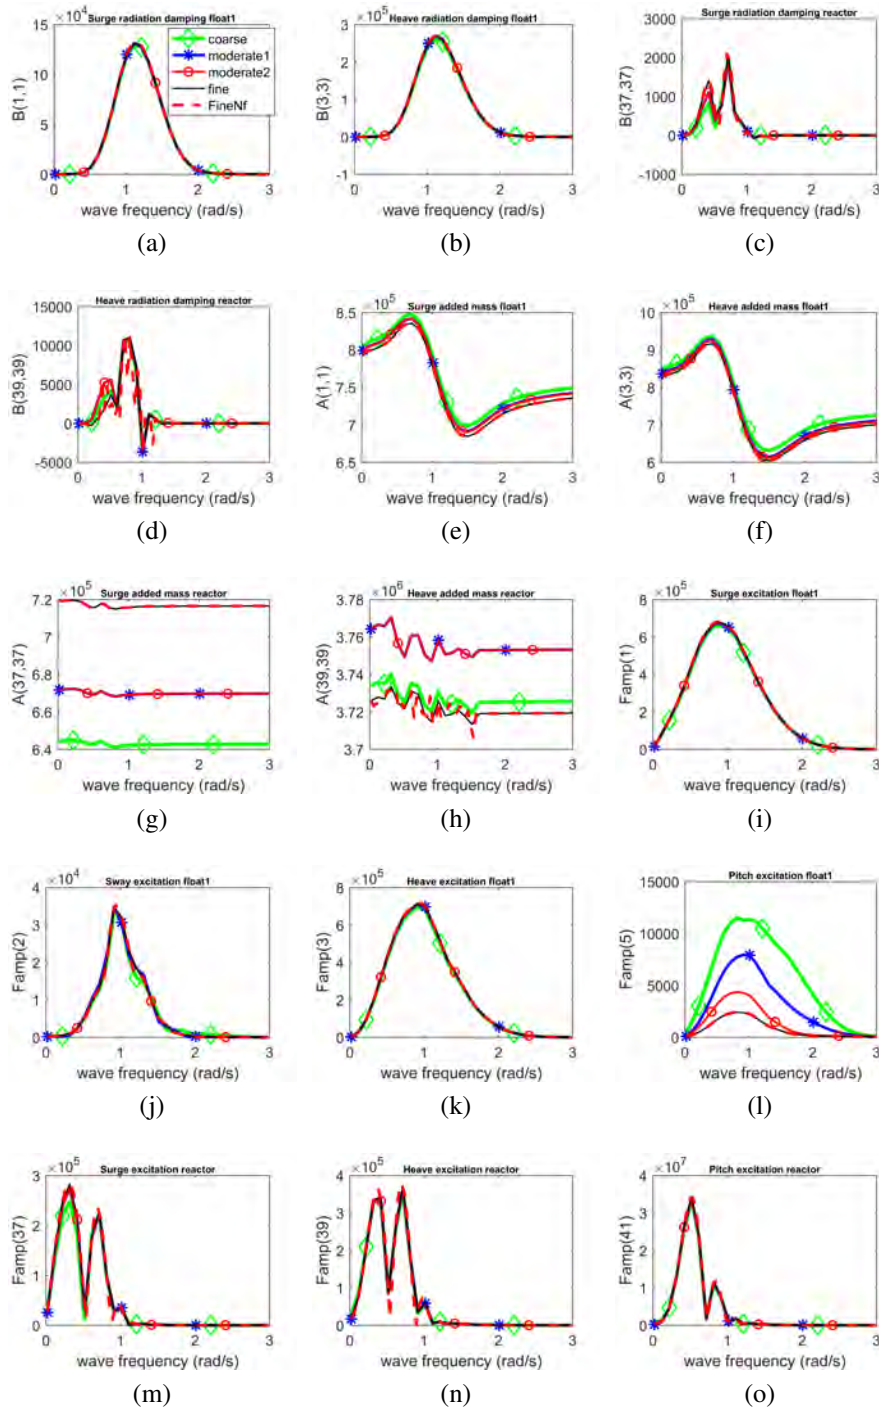 Surge radiation damping float1
×10⁴
15
10
5
0
B(1,1)
coarse
moderate1
moderate2
fine
FineNf
0 1 2 3
wave frequency (rad/s)
(a)
Heave radiation damping float1
×10⁵
3
2
1
0
-1
B(3,3)
0 1 2 3
wave frequency (rad/s)
(b)
Surge radiation damping reactor
3000
2000
1000
0
-1000
B(37,37)
0 1 2 3
wave frequency (rad/s)
(c)
Heave radiation damping reactor
15000
10000
5000
0
-5000
B(39,39)
0 1 2 3
wave frequency (rad/s)
(d)
Surge added mass float1
×10⁵
8.5
8
7.5
7
6.5
A(1,1)
0 1 2 3
wave frequency (rad/s)
(e)
Heave added mass float1
×10⁵
10
9
8
7
6
A(3,3)
0 1 2 3
wave frequency (rad/s)
(f)
Surge added mass reactor
×10⁵
7.2
7
6.8
6.6
6.4
A(37,37)
0 1 2 3
wave frequency (rad/s)
(g)
Heave added mass reactor
×10⁶
3.78
3.76
3.74
3.72
3.7
A(39,39)
0 1 2 3
wave frequency (rad/s)
(h)
Surge excitation float1
×10⁵
8
6
4
2
0
Famp(1)
0 1 2 3
wave frequency (rad/s)
(i)
Sway excitation float1
×10⁴
4
3
2
1
0
Famp(2)
0 1 2 3
wave frequency (rad/s)
(j)
Heave excitation float1
×10⁵
8
6
4
2
0
Famp(3)
0 1 2 3
wave frequency (rad/s)
(k)
Pitch excitation float1
15000
10000
5000
0
Famp(5)
0 1 2 3
wave frequency (rad/s)
(l)
Surge excitation reactor
×10⁵
3
2
1
0
Famp(37)
0 1 2 3
wave frequency (rad/s)
(m)
Heave excitation reactor
×10⁵
4
3
2
1
0
Famp(39)
0 1 2 3
wave frequency (rad/s)
(n)
Pitch excitation reactor
×10⁷
4
3
2
1
0
Famp(41)
0 1 2 3
wave frequency (rad/s)
(o)